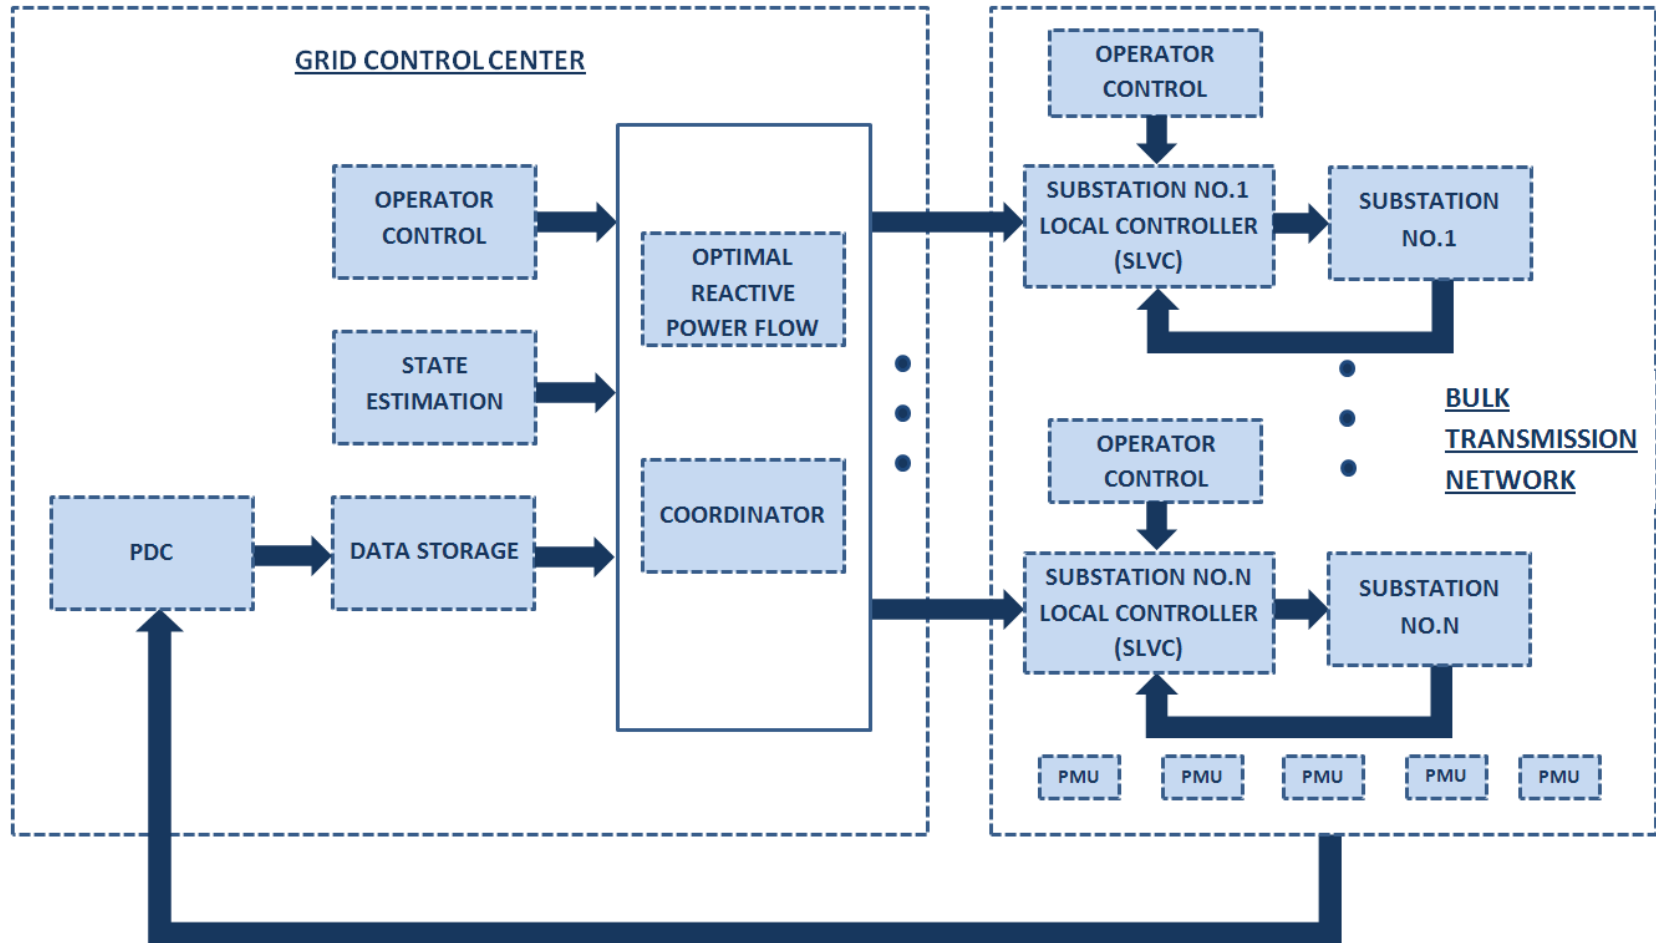 GRID CONTROL CENTER
OPERATOR
CONTROL
STATE
ESTIMATION
PDC
DATA STORAGE
OPTIMAL
REACTIVE
POWER FLOW
COORDINATOR
OPERATOR
CONTROL
SUBSTATION NO.1
LOCAL CONTROLLER
(SLVC)
SUBSTATION
NO.1
BULK
TRANSMISSION
NETWORK
OPERATOR
CONTROL
SUBSTATION NO.N
LOCAL CONTROLLER
(SLVC)
SUBSTATION
NO.N
PMU
PMU
PMU
PMU
PMU